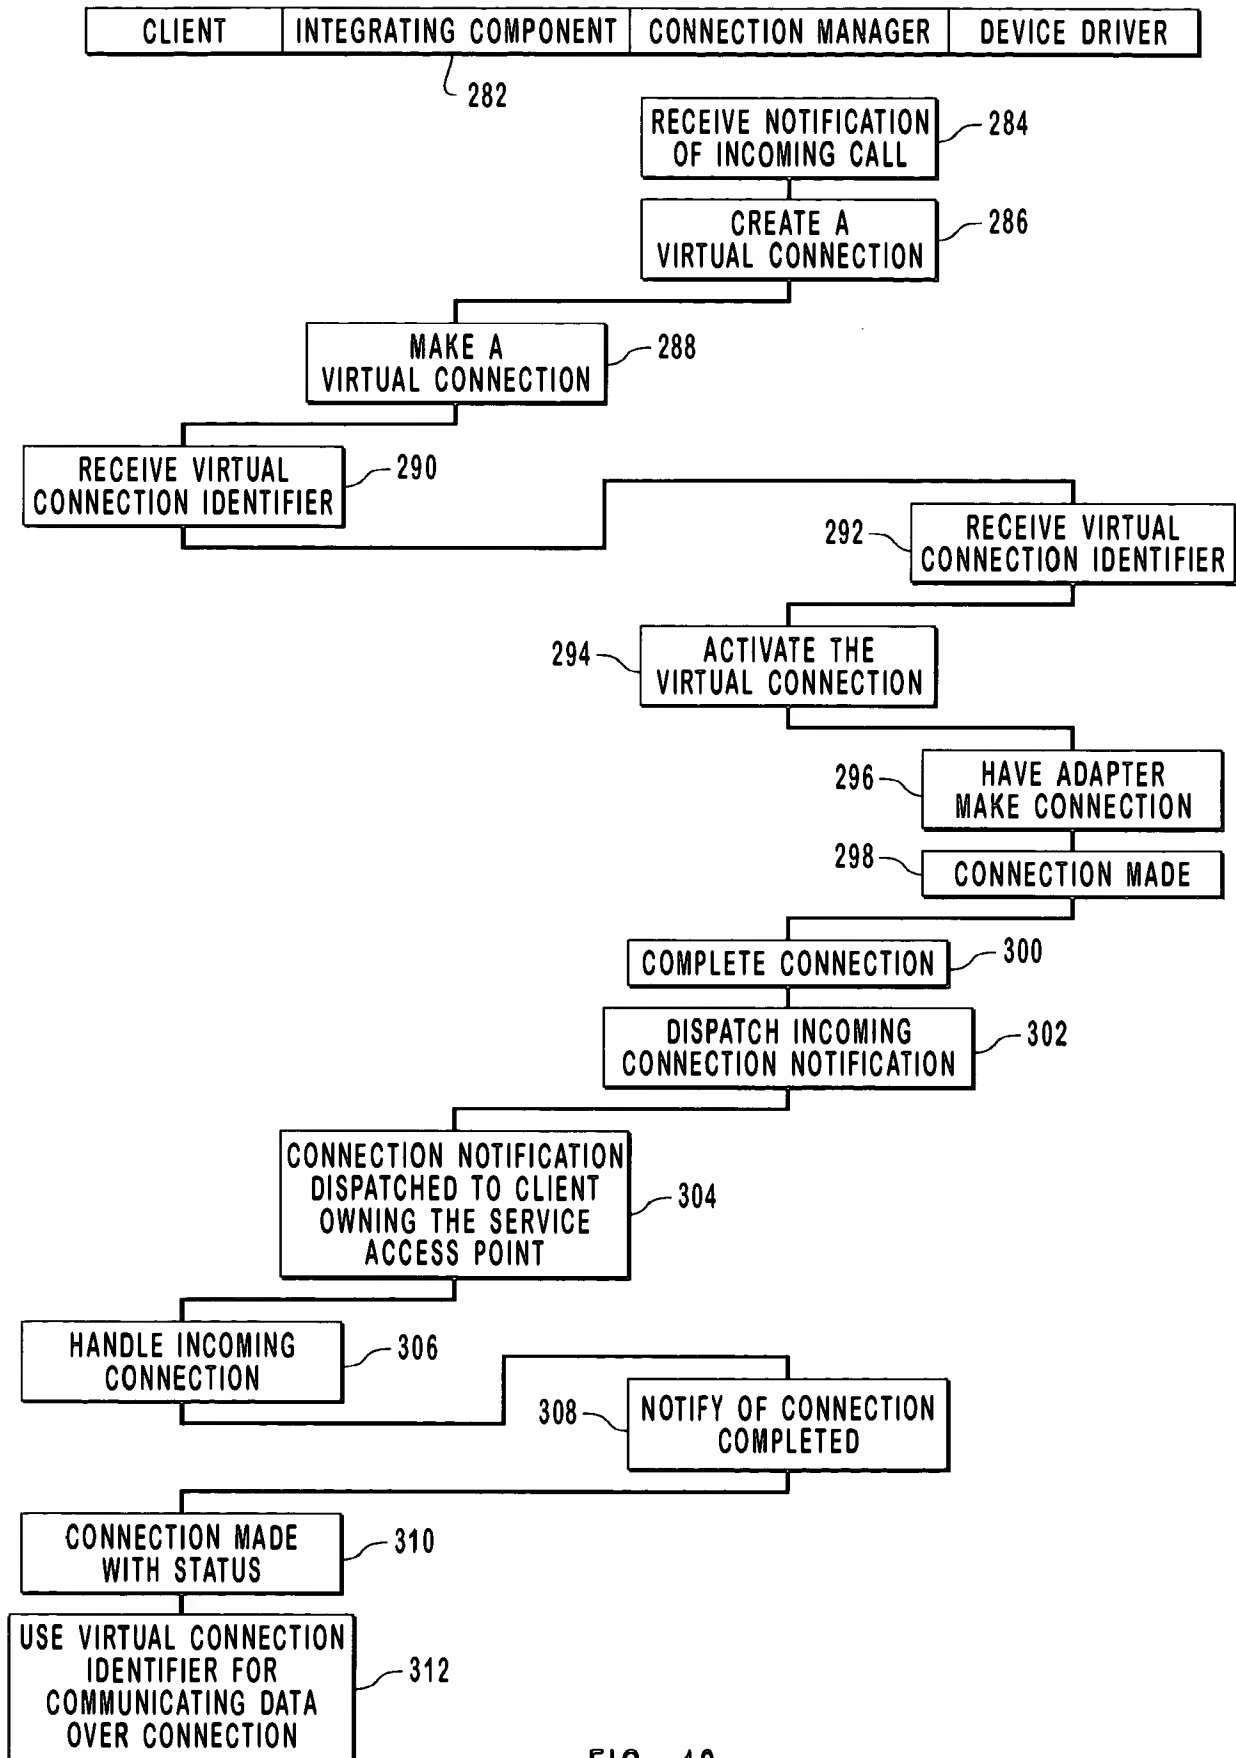 CLIENT INTEGRATING COMPONENT CONNECTION MANAGER DEVICE DRIVER
282
RECEIVE NOTIFICATION
OF INCOMING CALL
284
CREATE A
VIRTUAL CONNECTION
286
MAKE A
VIRTUAL CONNECTION
288
RECEIVE VIRTUAL
CONNECTION IDENTIFIER
290
292
RECEIVE VIRTUAL
CONNECTION IDENTIFIER
294
ACTIVATE THE
VIRTUAL CONNECTION
296
HAVE ADAPTER
MAKE CONNECTION
298
CONNECTION MADE
COMPLETE CONNECTION
300
DISPATCH INCOMING
CONNECTION NOTIFICATION
302
CONNECTION NOTIFICATION
DISPATCHED TO CLIENT
OWNING THE SERVICE
ACCESS POINT
304
HANDLE INCOMING
CONNECTION
306
308
NOTIFY OF CONNECTION
COMPLETED
CONNECTION MADE
WITH STATUS
310
USE VIRTUAL CONNECTION
IDENTIFIER FOR
COMMUNICATING DATA
OVER CONNECTION
312